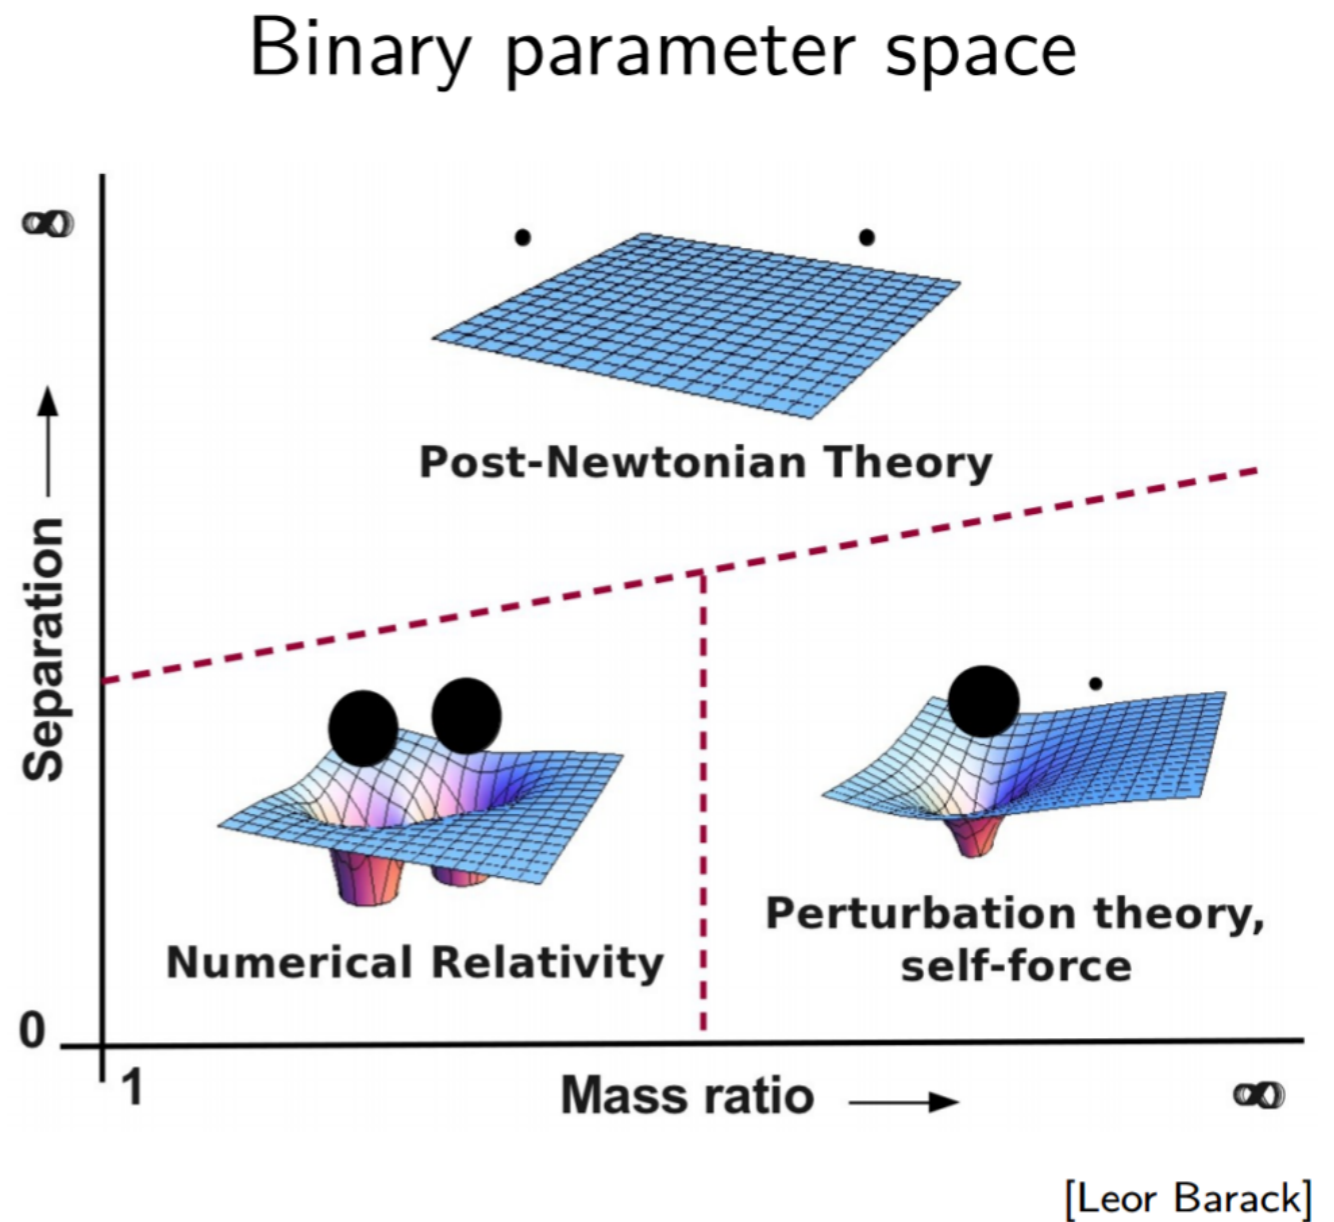 Binary parameter space
∞
Post-Newtonian Theory
Separation
Numerical Relativity
Perturbation theory,
self-force
0
1
Mass ratio
∞
[Leor Barack]